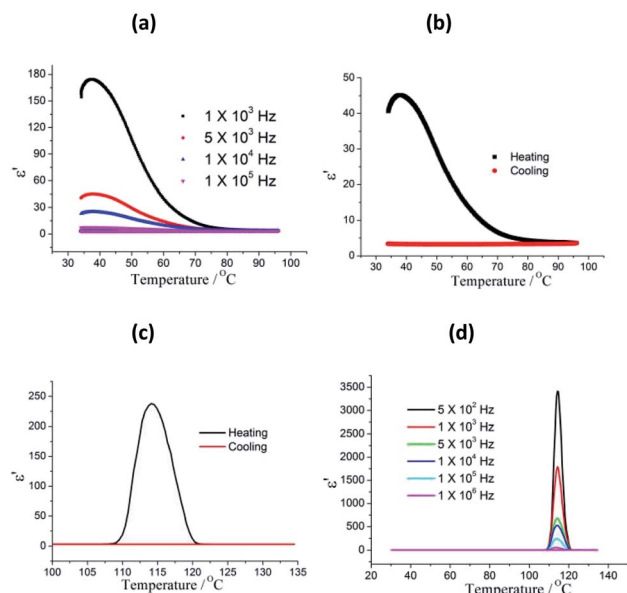 (a)
180
150
120
90
60
30
0
ε'
1 X 10³ Hz
5 X 10³ Hz
1 X 10⁴ Hz
1 X 10⁵ Hz
30 40 50 60 70 80 90 100
Temperature / °C
(b)
50
40
30
20
10
0
ε'
Heating
Cooling
30 40 50 60 70 80 90 100
Temperature / °C
(c)
250
200
150
100
50
0
ε'
Heating
Cooling
100 105 110 115 120 125 130 135
Temperature /°C
(d)
3500
3000
2500
2000
1500
1000
500
0
ε'
5 X 10² Hz
1 X 10³ Hz
5 X 10³ Hz
1 X 10⁴ Hz
1 X 10⁵ Hz
1 X 10⁶ Hz
20 40 60 80 100 120 140
Temperature /°C